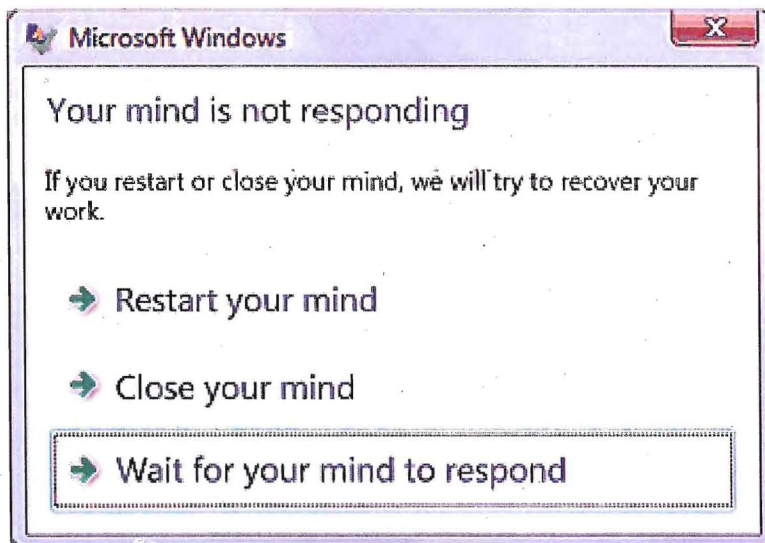 Microsoft Windows
Your mind is not responding
If you restart or close your mind, we will try to recover your
work.
Restart your mind
Close your mind
Wait for your mind to respond